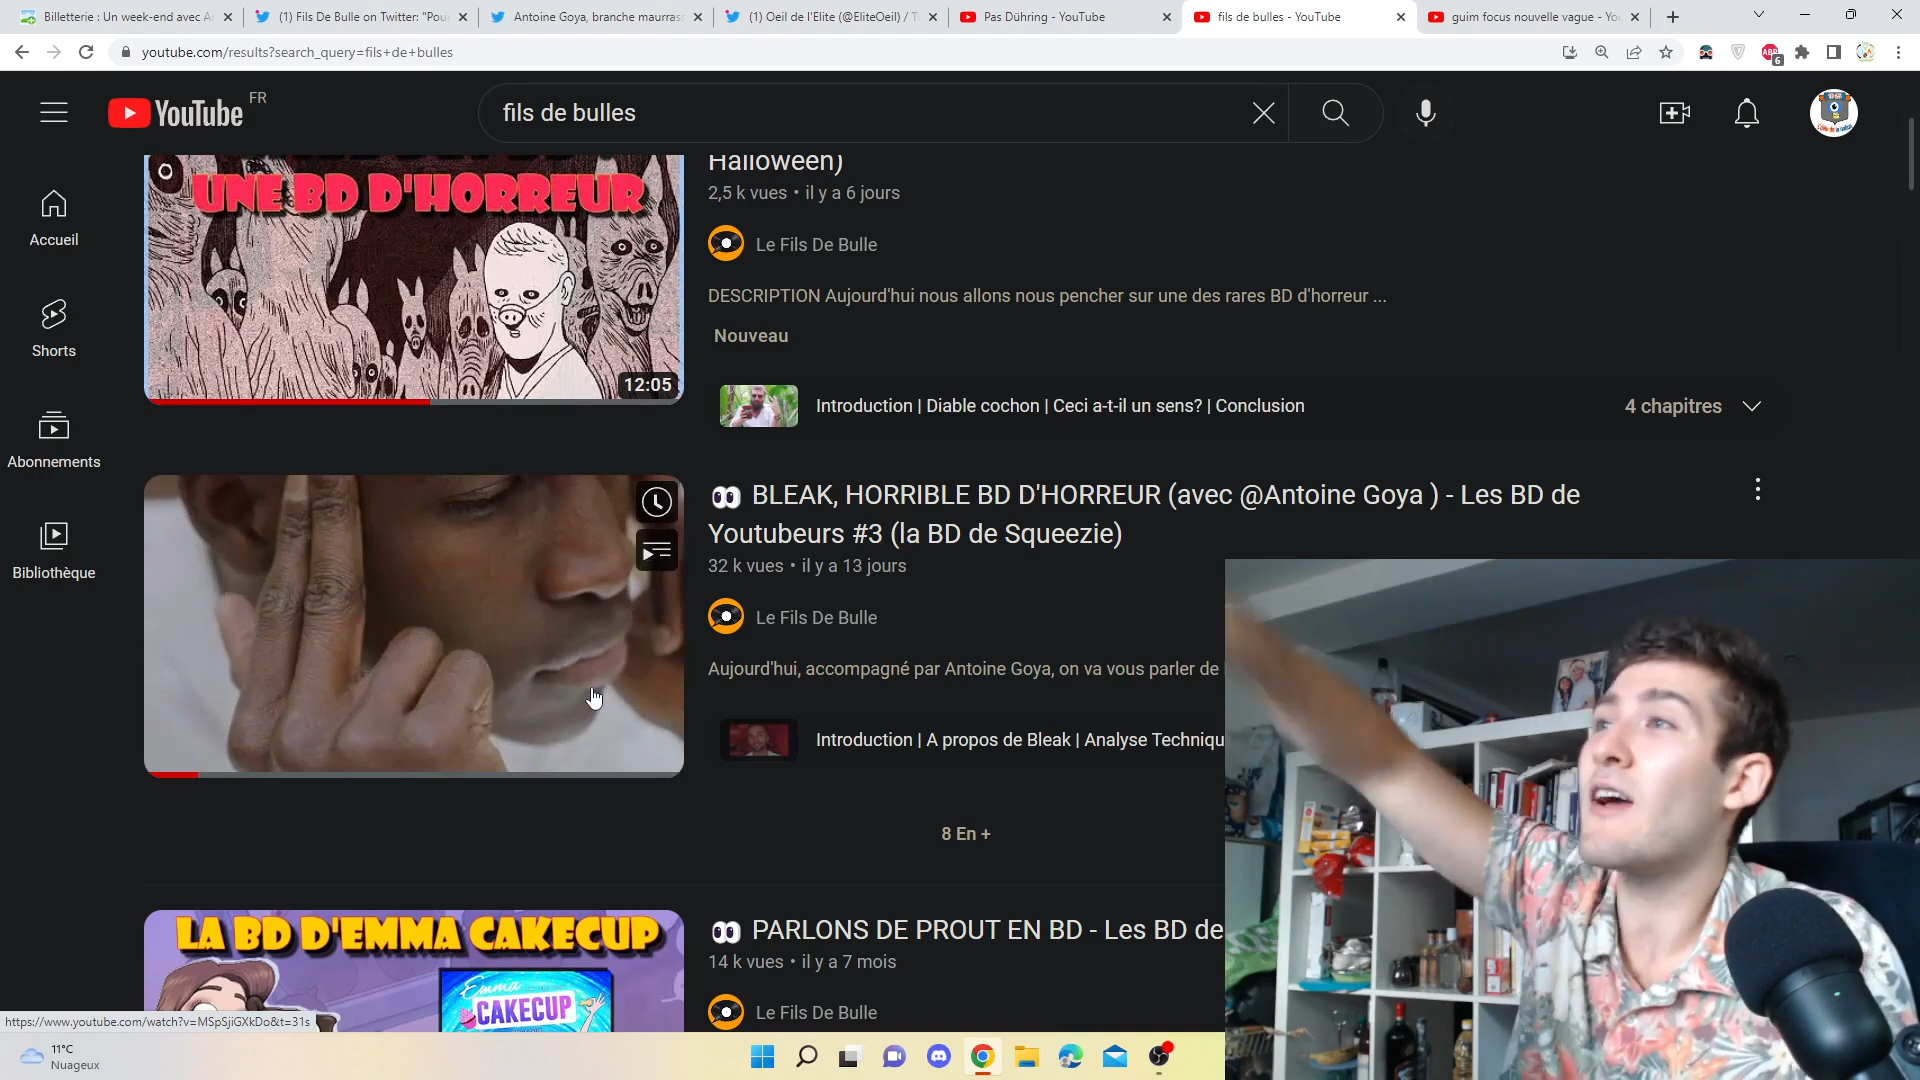 Billetterie : Un week-end avec A
(1) Fils De Bulle on Twitter: "Pou
Antoine Goya, branche maurrass
(1) Oeil de l'Elite (@EliteOeil) / T
Pas Dühring - YouTube
fils de bulles - YouTube
guim focus nouvelle vague - Yo
youtube.com/results?search_query=fils+de+bulles
ABP
6
YouTube
FR
fils de bulles
Accueil
Shorts
Abonnements
Bibliothèque
UNE BD D'HORREUR
12:05
Halloween)
2,5 k vues • il y a 6 jours
Le Fils De Bulle
DESCRIPTION Aujourd'hui nous allons nous pencher sur une des rares BD d'horreur ...
Nouveau
Introduction | Diable cochon | Ceci a-t-il un sens? | Conclusion
4 chapitres
👀 BLEAK, HORRIBLE BD D'HORREUR (avec @Antoine Goya ) - Les BD de
Youtubeurs #3 (la BD de Squeezie)
32 k vues • il y a 13 jours
Le Fils De Bulle
Aujourd'hui, accompagné par Antoine Goya, on va vous parler de
Introduction | A propos de Bleak | Analyse Techniqu
8 En +
LA BD D'EMMA CAKECUP
Emma
CAKECUP
👀 PARLONS DE PROUT EN BD - Les BD de
14 k vues • il y a 7 mois
Le Fils De Bulle
https://www.youtube.com/watch?v=MSpSjiGXkDo&t=31s
11°C
Nuageux